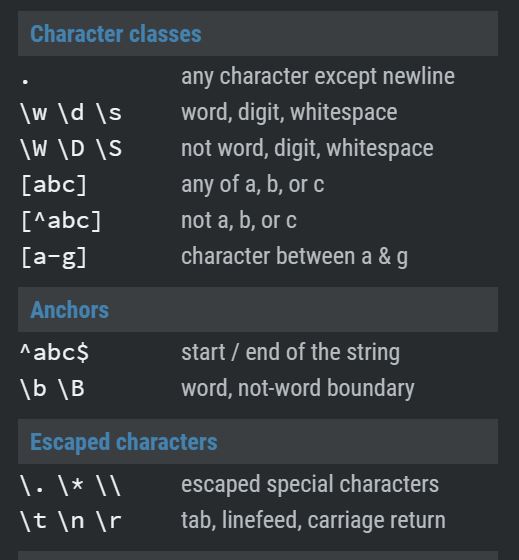 Character classes
. any character except newline
\w \d \s word, digit, whitespace
\W \D \S not word, digit, whitespace
[abc] any of a, b, or c
[^abc] not a, b, or c
[a-g] character between a & g
Anchors
^abc$ start / end of the string
\b \B word, not-word boundary
Escaped characters
\. \* \\ escaped special characters
\t \n \r tab, linefeed, carriage return